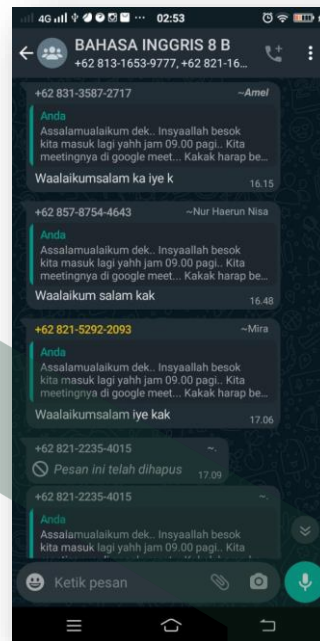 4G 02:53
BAHASA INGGRIS 8 B
+62 813-1653-9777, +62 821-16...
+62 831-3587-2717 ~Amel
Anda
Assalamualaikum dek.. Insyaallah besok
kita masuk lagi yahh jam 09.00 pagi.. Kita
meetingnya di google meet... Kakak harap be...
Waalaikumsalam ka iye k
16.15
+62 857-8754-4643 ~Nur Haerun Nisa
Anda
Assalamualaikum dek.. Insyaallah besok
kita masuk lagi yahh jam 09.00 pagi.. Kita
meetingnya di google meet... Kakak harap be...
Waalaikum salam kak
16.48
+62 821-5292-2093 ~Mira
Anda
Assalamualaikum dek.. Insyaallah besok
kita masuk lagi yahh jam 09.00 pagi.. Kita
meetingnya di google meet... Kakak harap be...
Waalaikumsalam iye kak
17.06
+62 821-2235-4015 ~.
Pesan ini telah dihapus 17.09
+62 821-2235-4015 ~.
Anda
Assalamualaikum dek.. Insyaallah besok
kita masuk lagi yahh jam 09.00 pagi.. Kita
Ketik pesan